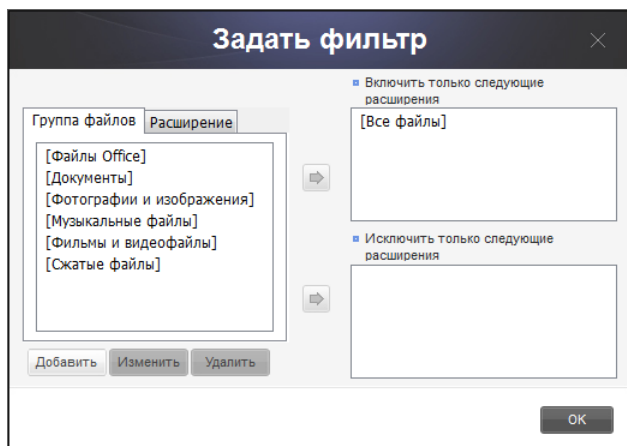 Задать фильтр
Группа файлов
Расширение
[Файлы Office]
[Документы]
[Фотографии и изображения]
[Музыкальные файлы]
[Фильмы и видеофайлы]
[Сжатые файлы]
Добавить
Изменить
Удалить
Включить только следующие
расширения
[Все файлы]
Исключить только следующие
расширения
OK